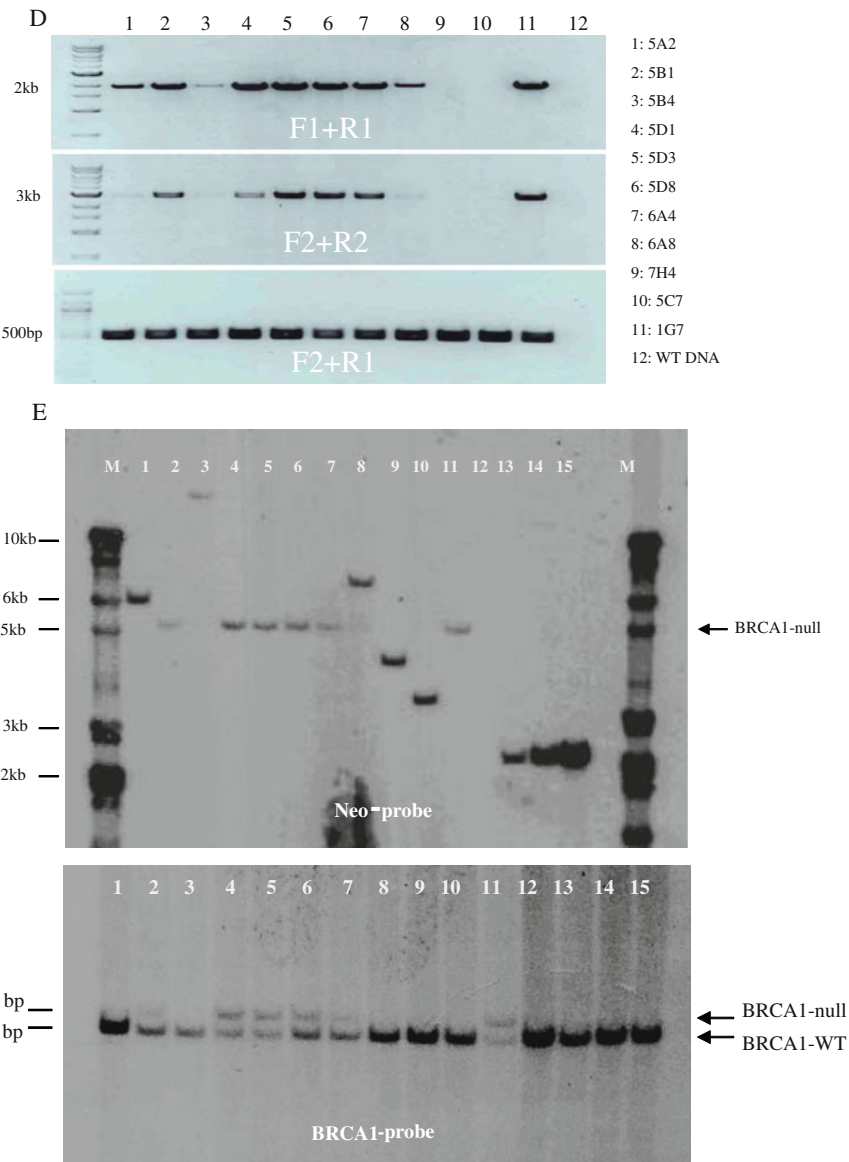 D
1 2 3 4 5 6 7 8 9 10 11 12
2kb
F1+R1
3kb
F2+R2
500bp
F2+R1
1: 5A2
2: 5B1
3: 5B4
4: 5D1
5: 5D3
6: 5D8
7: 6A4
8: 6A8
9: 7H4
10: 5C7
11: 1G7
12: WT DNA
E
M 1 2 3 4 5 6 7 8 9 10 11 12 13 14 15 M
10kb
6kb
5kb
BRCA1-null
3kb
2kb
Neo-probe
1 2 3 4 5 6 7 8 9 10 11 12 13 14 15
bp
BRCA1-null
bp
BRCA1-WT
BRCA1-probe